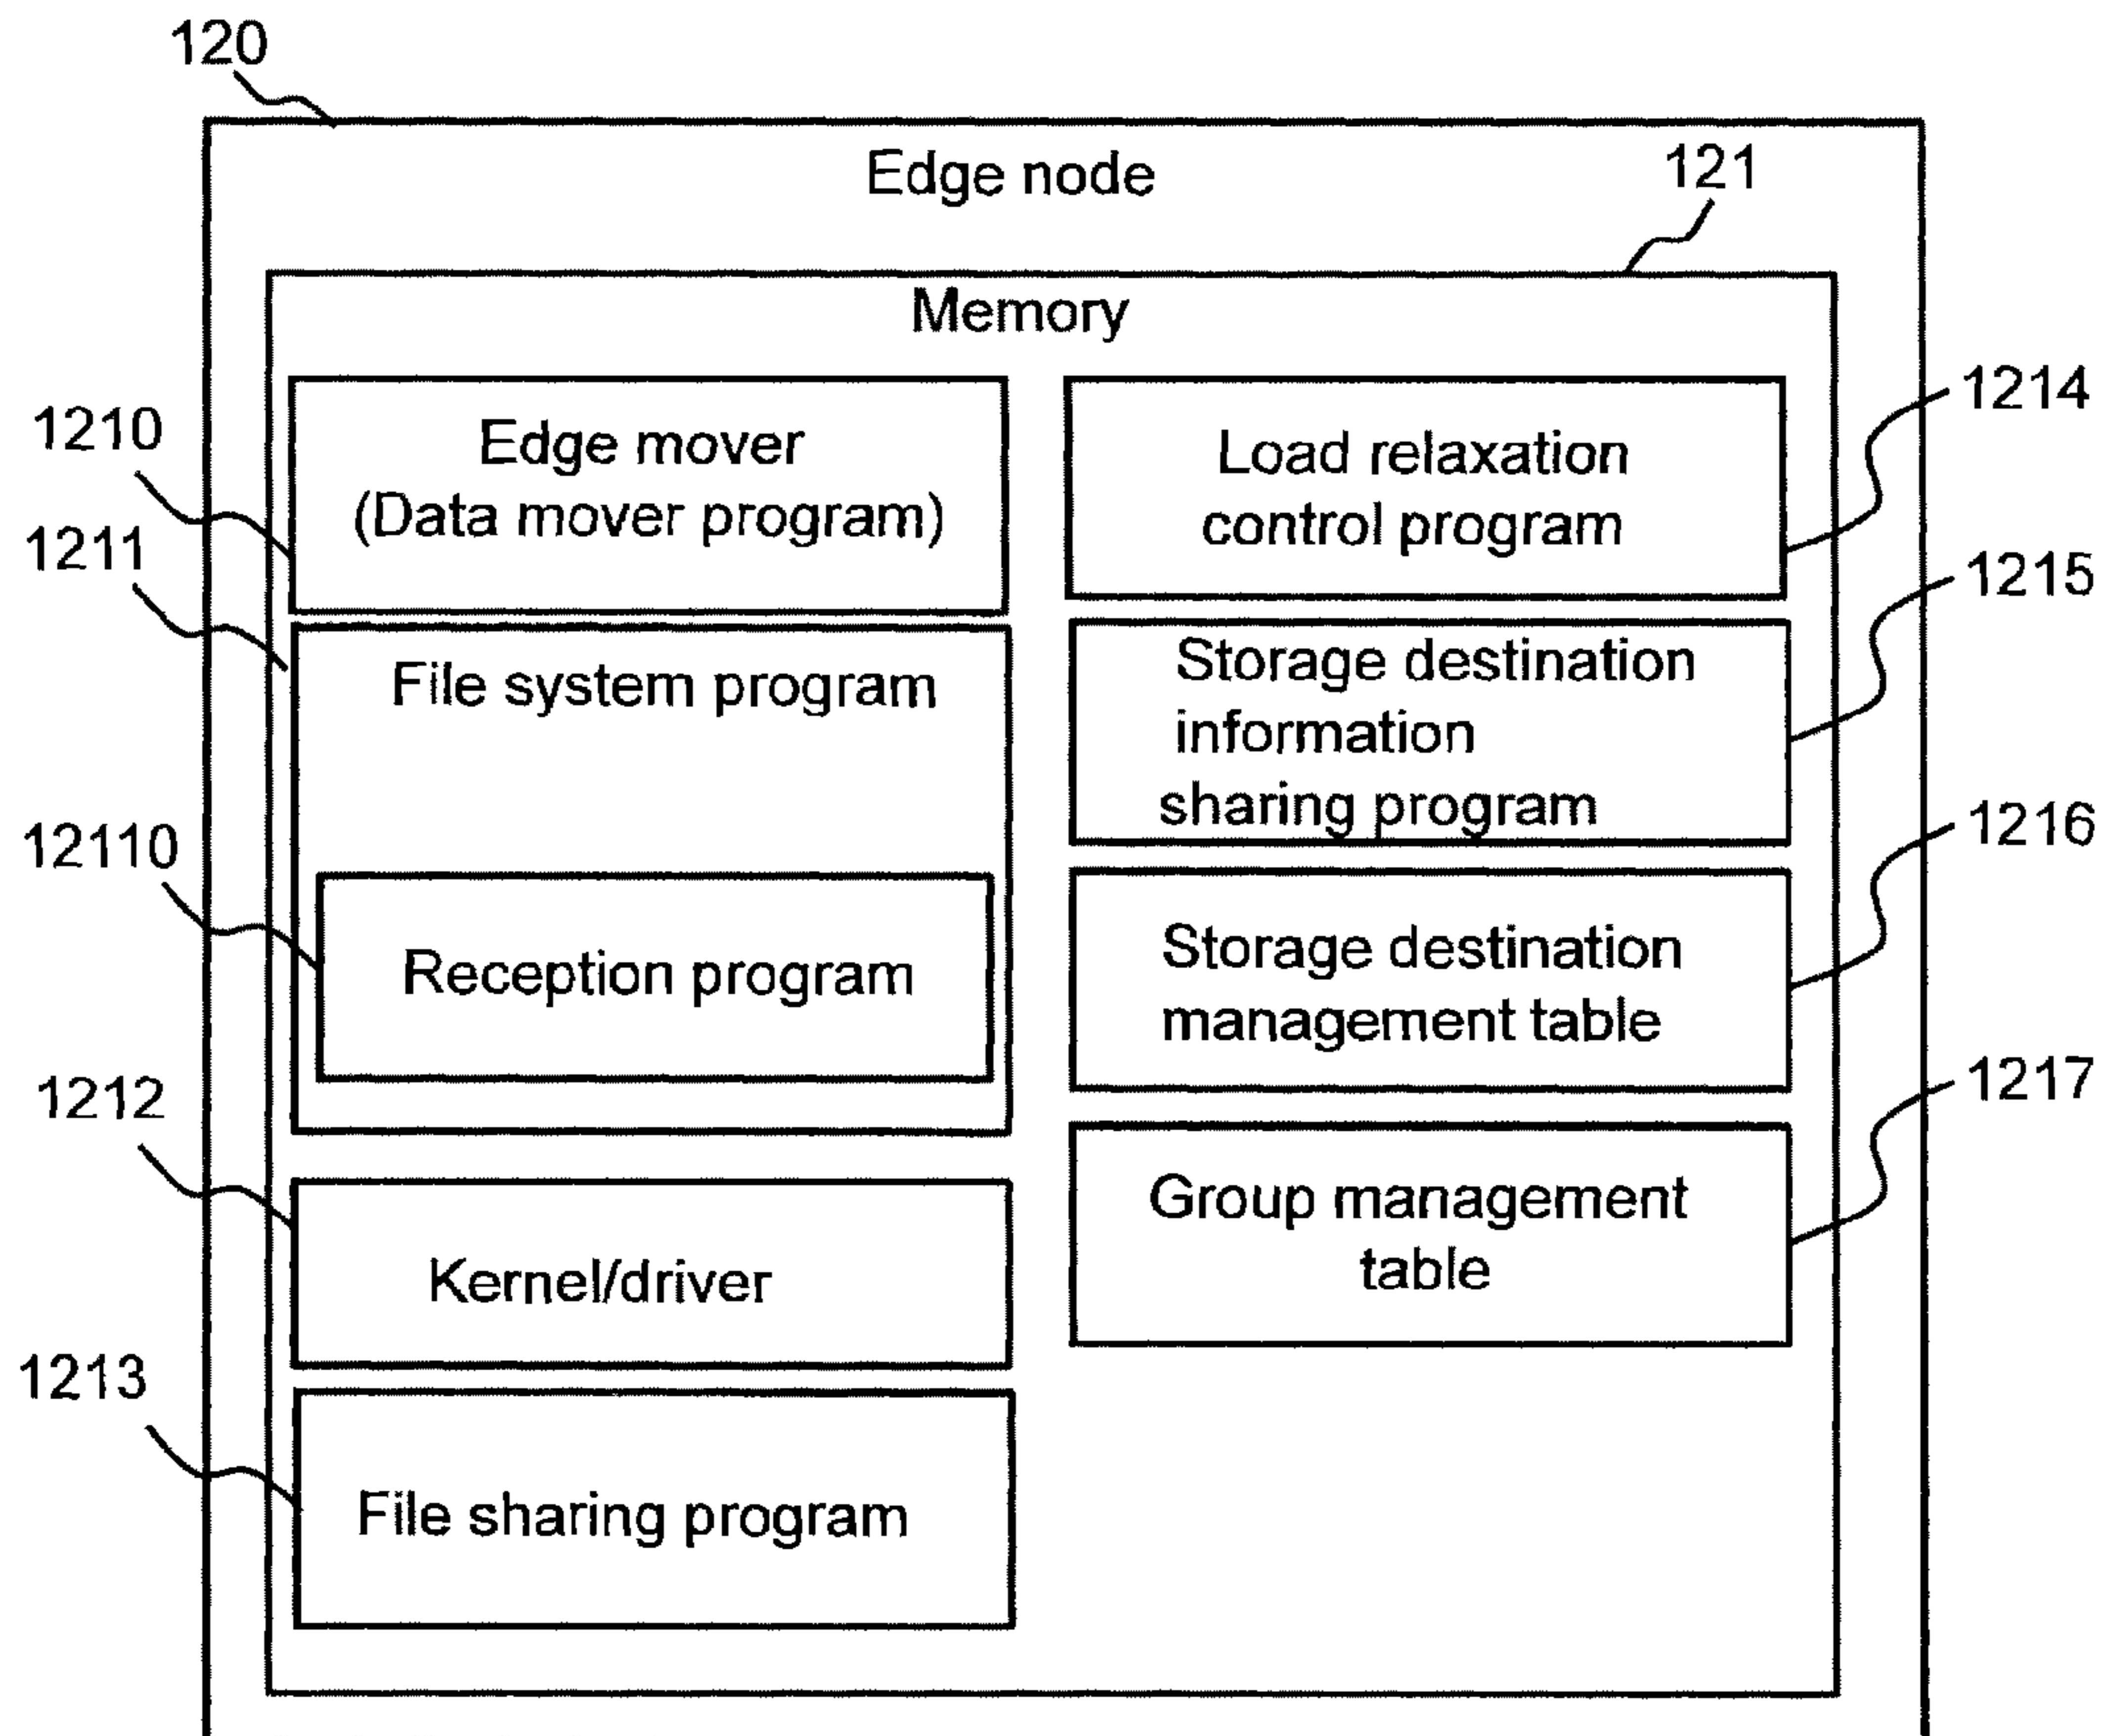 120
Edge node
121
Memory
1210
Edge mover
(Data mover program)
1211
File system program
12110
Reception program
1212
Kernel/driver
1213
File sharing program
Load relaxation
control program
1214
Storage destination
information
sharing program
1215
Storage destination
management table
1216
Group management
table
1217